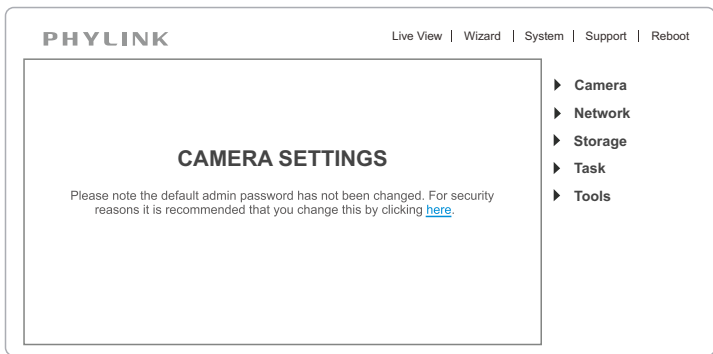 PHYLINK
Live View | Wizard | System | Support | Reboot
CAMERA SETTINGS
Please note the default admin password has not been changed. For security
reasons it is recommended that you change this by clicking here.
Camera
Network
Storage
Task
Tools